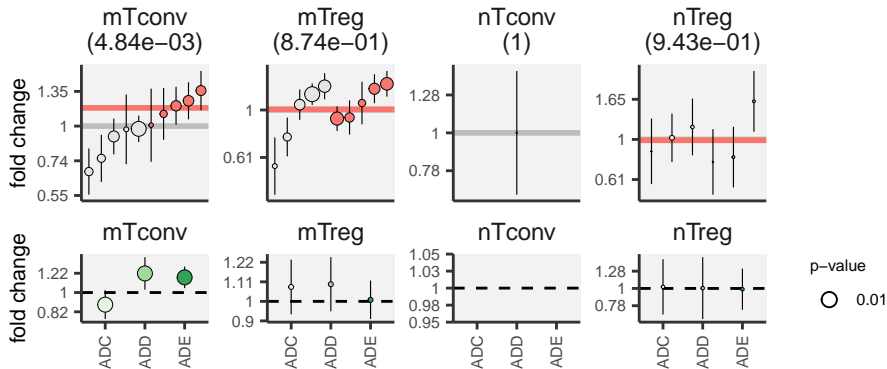 mTconv
(4.84e−03)
mTreg
(8.74e−01)
nTconv
(1)
nTreg
(9.43e−01)
fold change
1.35
1
0.74
0.55
1
0.61
1.28
1
0.78
1.65
1
0.61
mTconv
mTreg
nTconv
nTreg
fold change
1.22
1
0.82
1.22
1.11
1
0.9
1.05
1.03
1
0.98
0.95
1.28
1
0.78
ADC
ADD
ADE
ADC
ADD
ADE
ADC
ADD
ADE
ADC
ADD
ADE
p−value
0.01